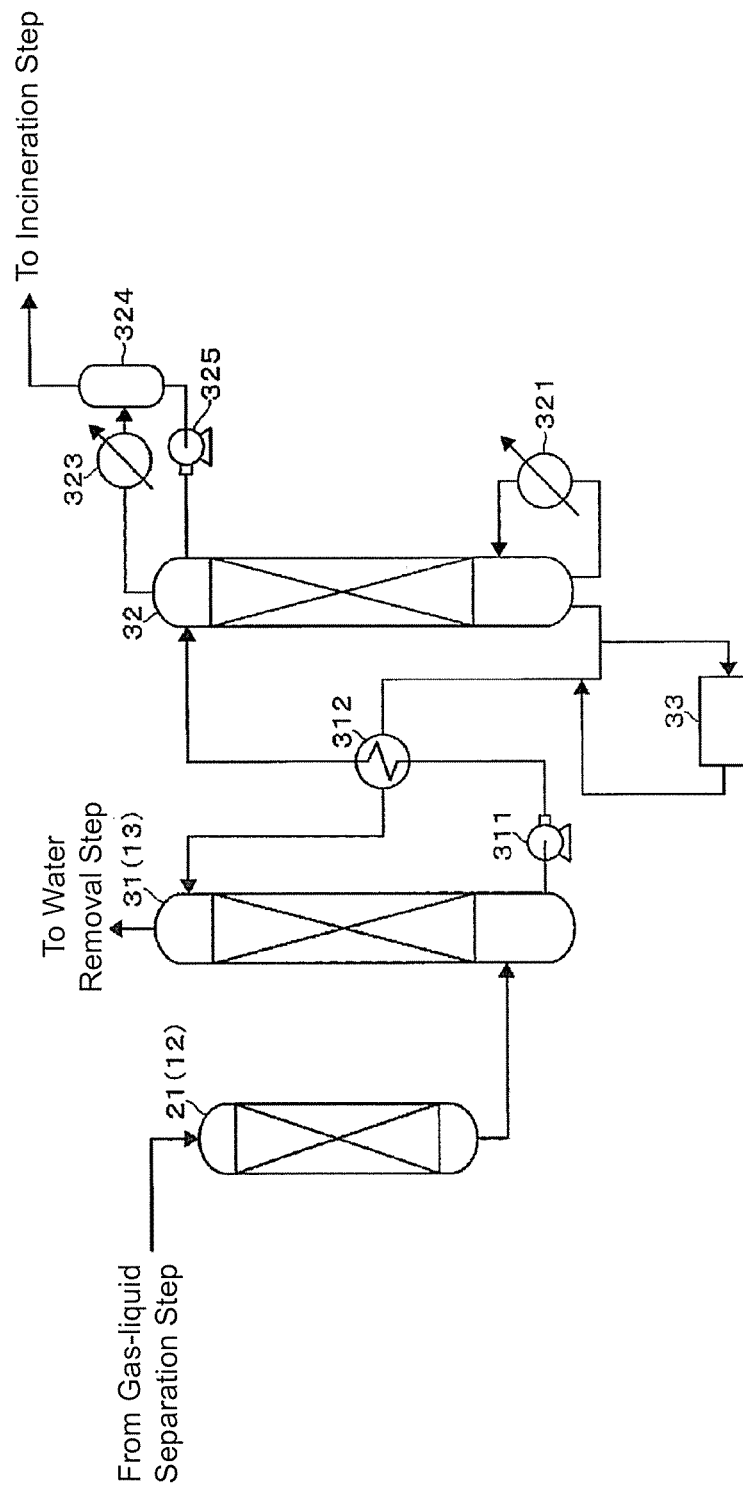 From Gas-liquid
Separation Step
21(12)
To Water
Removal Step
31(13)
311
312
33
32
321
323
324
325
To Incineration Step